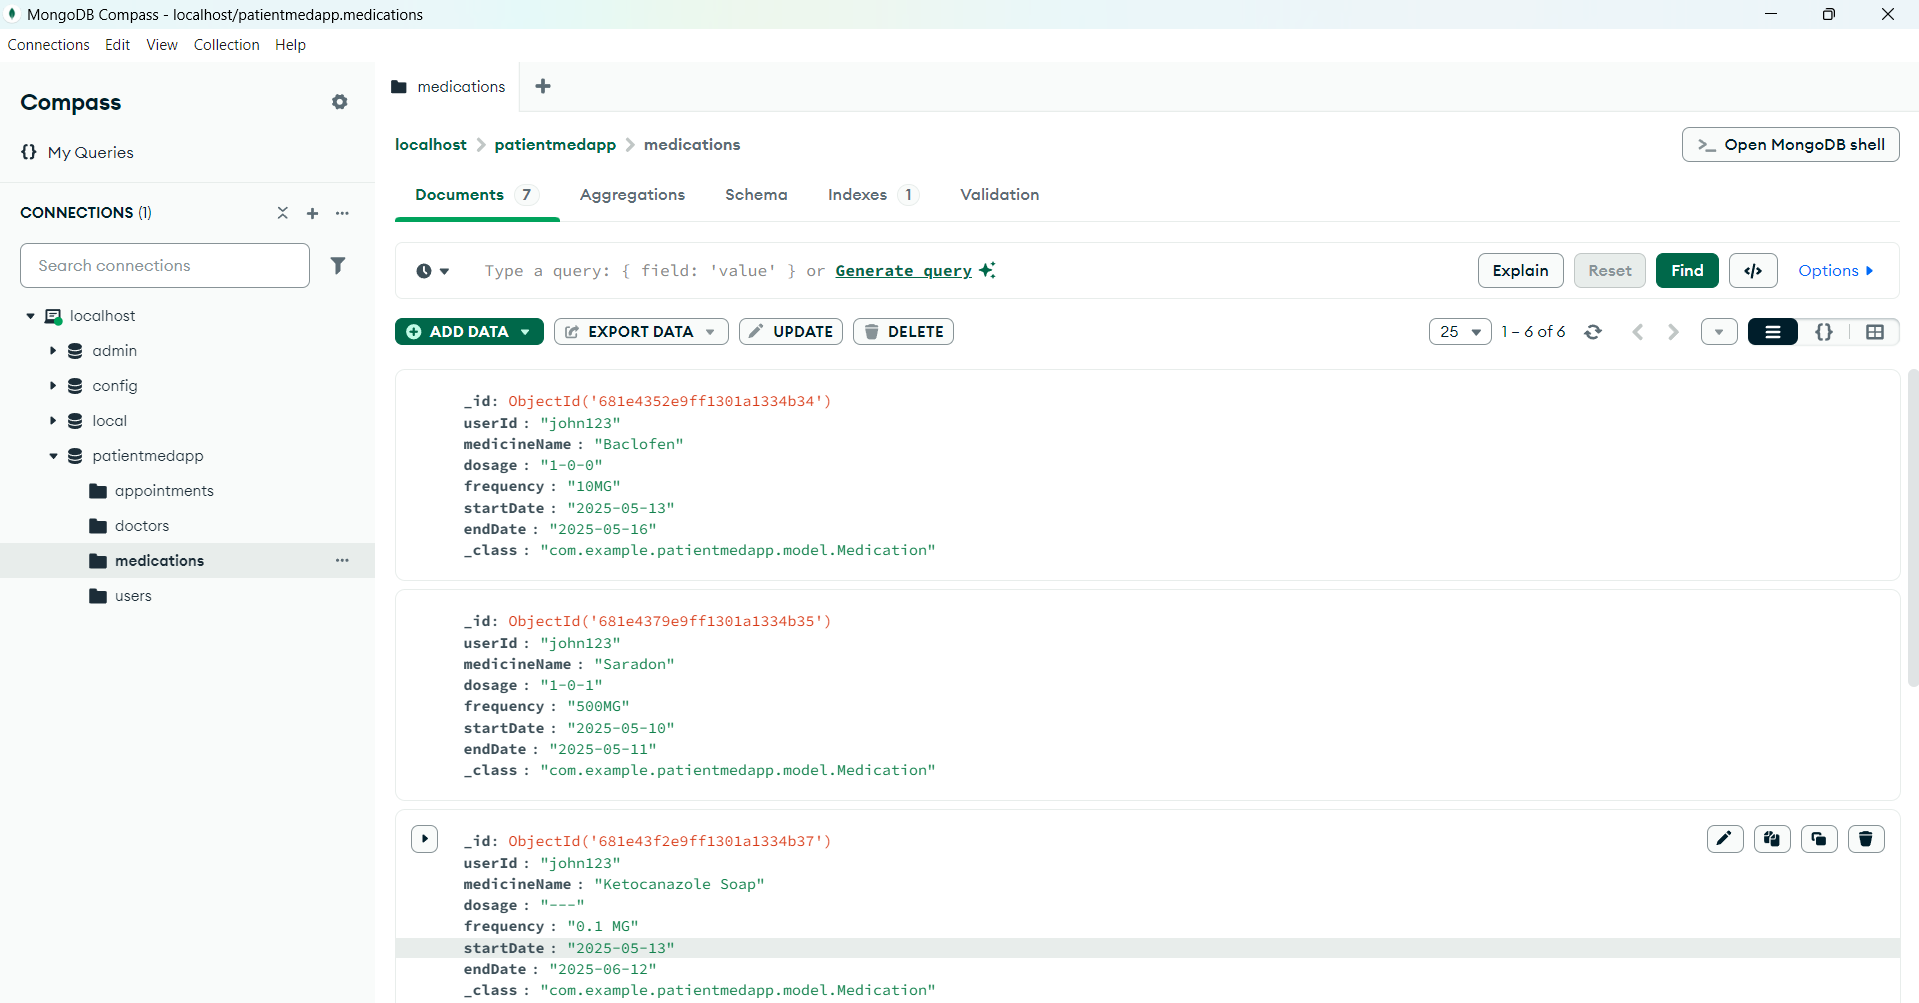 MongoDB Compass - localhost/patientmedapp.medications
Connections Edit View Collection Help
Compass
{} My Queries
CONNECTIONS (1)
Search connections
localhost
admin
config
local
patientmedapp
appointments
doctors
medications
users
medications
localhost > patientmedapp > medications
>_ Open MongoDB shell
Documents 7 Aggregations Schema Indexes 1 Validation
Type a query: { field: 'value' } or Generate query
Explain Reset Find </> Options
ADD DATA EXPORT DATA UPDATE DELETE
25 1 – 6 of 6 {}
_id: ObjectId('681e4352e9ff1301a1334b34')
userId : "john123"
medicineName : "Baclofen"
dosage : "1-0-0"
frequency : "10MG"
startDate : "2025-05-13"
endDate : "2025-05-16"
_class : "com.example.patientmedapp.model.Medication"
_id: ObjectId('681e4379e9ff1301a1334b35')
userId : "john123"
medicineName : "Saradon"
dosage : "1-0-1"
frequency : "500MG"
startDate : "2025-05-10"
endDate : "2025-05-11"
_class : "com.example.patientmedapp.model.Medication"
_id: ObjectId('681e43f2e9ff1301a1334b37')
userId : "john123"
medicineName : "Ketocanazole Soap"
dosage : "---"
frequency : "0.1 MG"
startDate : "2025-05-13"
endDate : "2025-06-12"
_class : "com.example.patientmedapp.model.Medication"